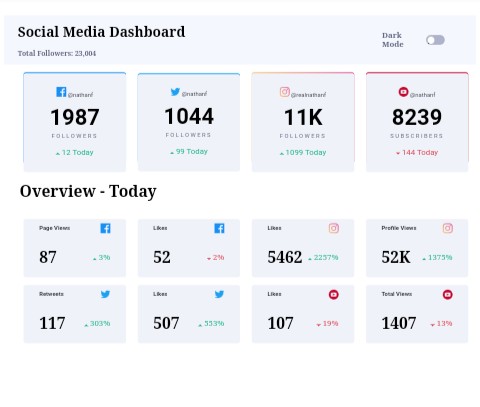 Social Media Dashboard
Total Followers: 23,004
Dark
Mode
@nathanf
1987
FOLLOWERS
12 Today
@nathanf
1044
FOLLOWERS
99 Today
@realnathanf
11K
FOLLOWERS
1099 Today
@nathanf
8239
SUBSCRIBERS
144 Today
Overview - Today
Page Views
87 3%
Likes
52 2%
Likes
5462 2257%
Profile Views
52K 1375%
Retweets
117 303%
Likes
507 553%
Likes
107 19%
Total Views
1407 13%